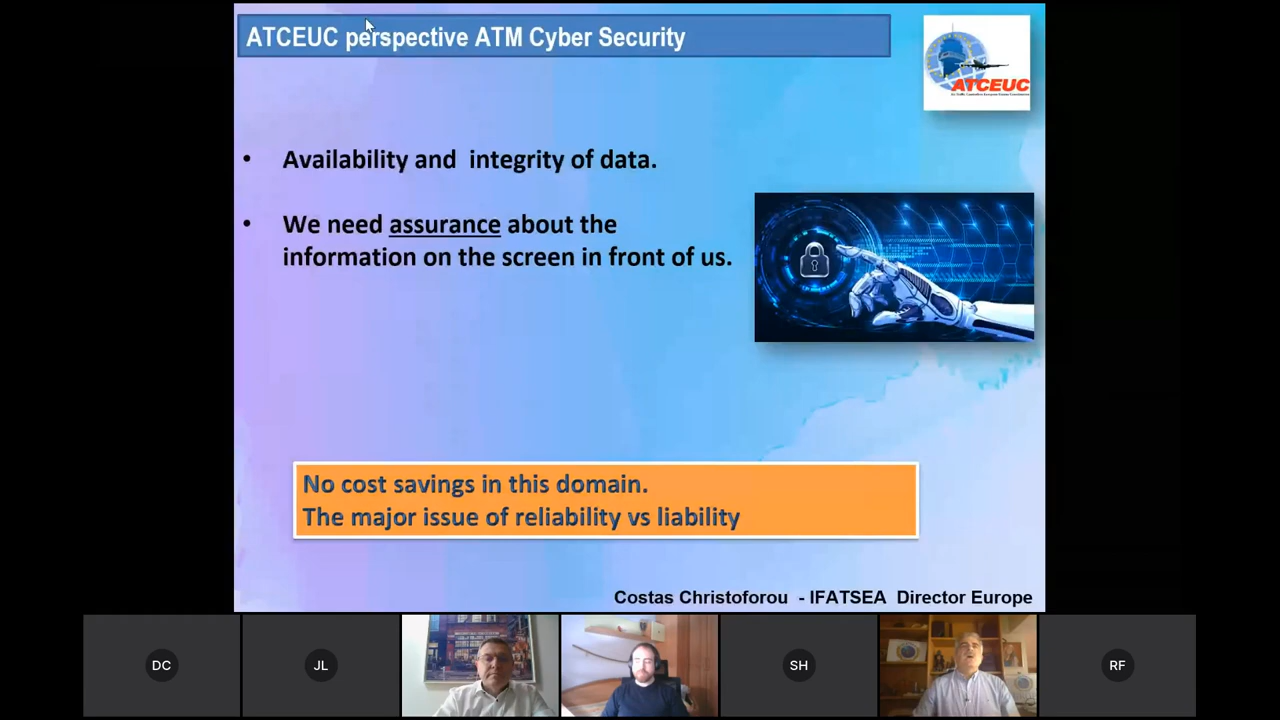 ATCEUC perspective ATM Cyber Security
ATCEUC
• Availability and integrity of data.
• We need assurance about the
information on the screen in front of us.
No cost savings in this domain.
The major issue of reliability vs liability
Costas Christoforou - IFATSEA Director Europe
DC
JL
SH
RF